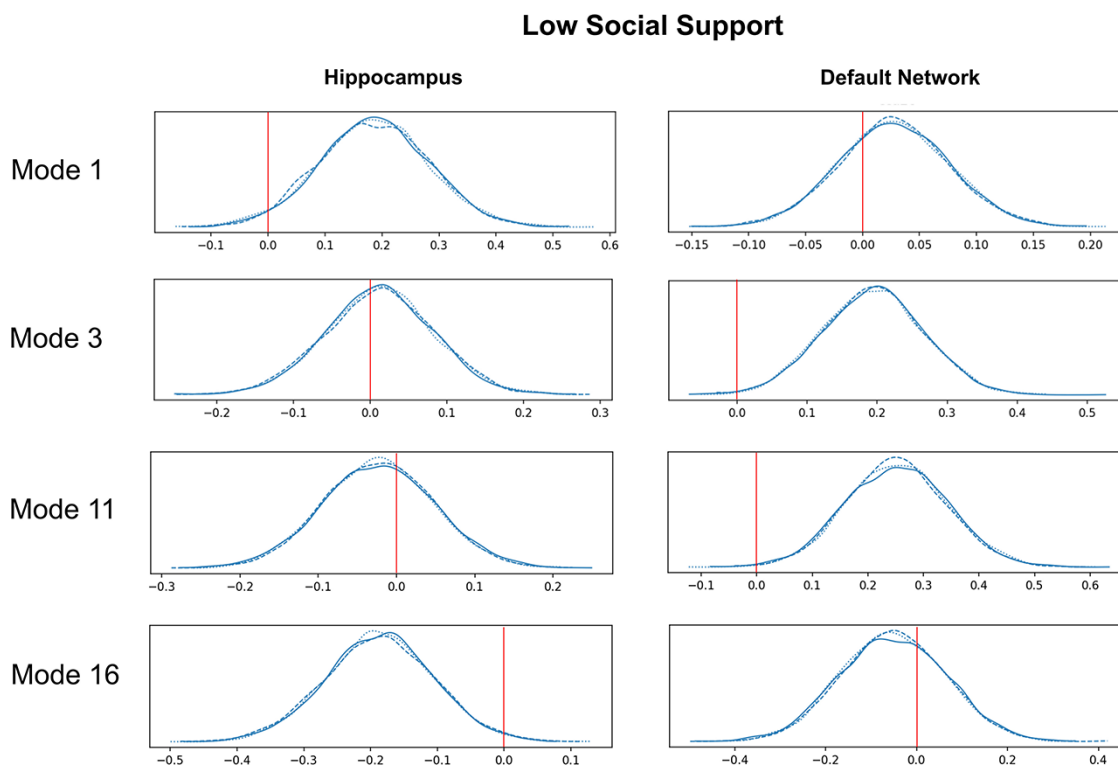 Low Social Support
Hippocampus
Default Network
Mode 1
−0.1 0.0 0.1 0.2 0.3 0.4 0.5 0.6
−0.15 −0.10 −0.05 0.00 0.05 0.10 0.15 0.20
Mode 3
−0.2 −0.1 0.0 0.1 0.2 0.3
0.0 0.1 0.2 0.3 0.4 0.5
Mode 11
−0.3 −0.2 −0.1 0.0 0.1 0.2
−0.1 0.0 0.1 0.2 0.3 0.4 0.5 0.6
Mode 16
−0.5 −0.4 −0.3 −0.2 −0.1 0.0 0.1
−0.4 −0.2 0.0 0.2 0.4